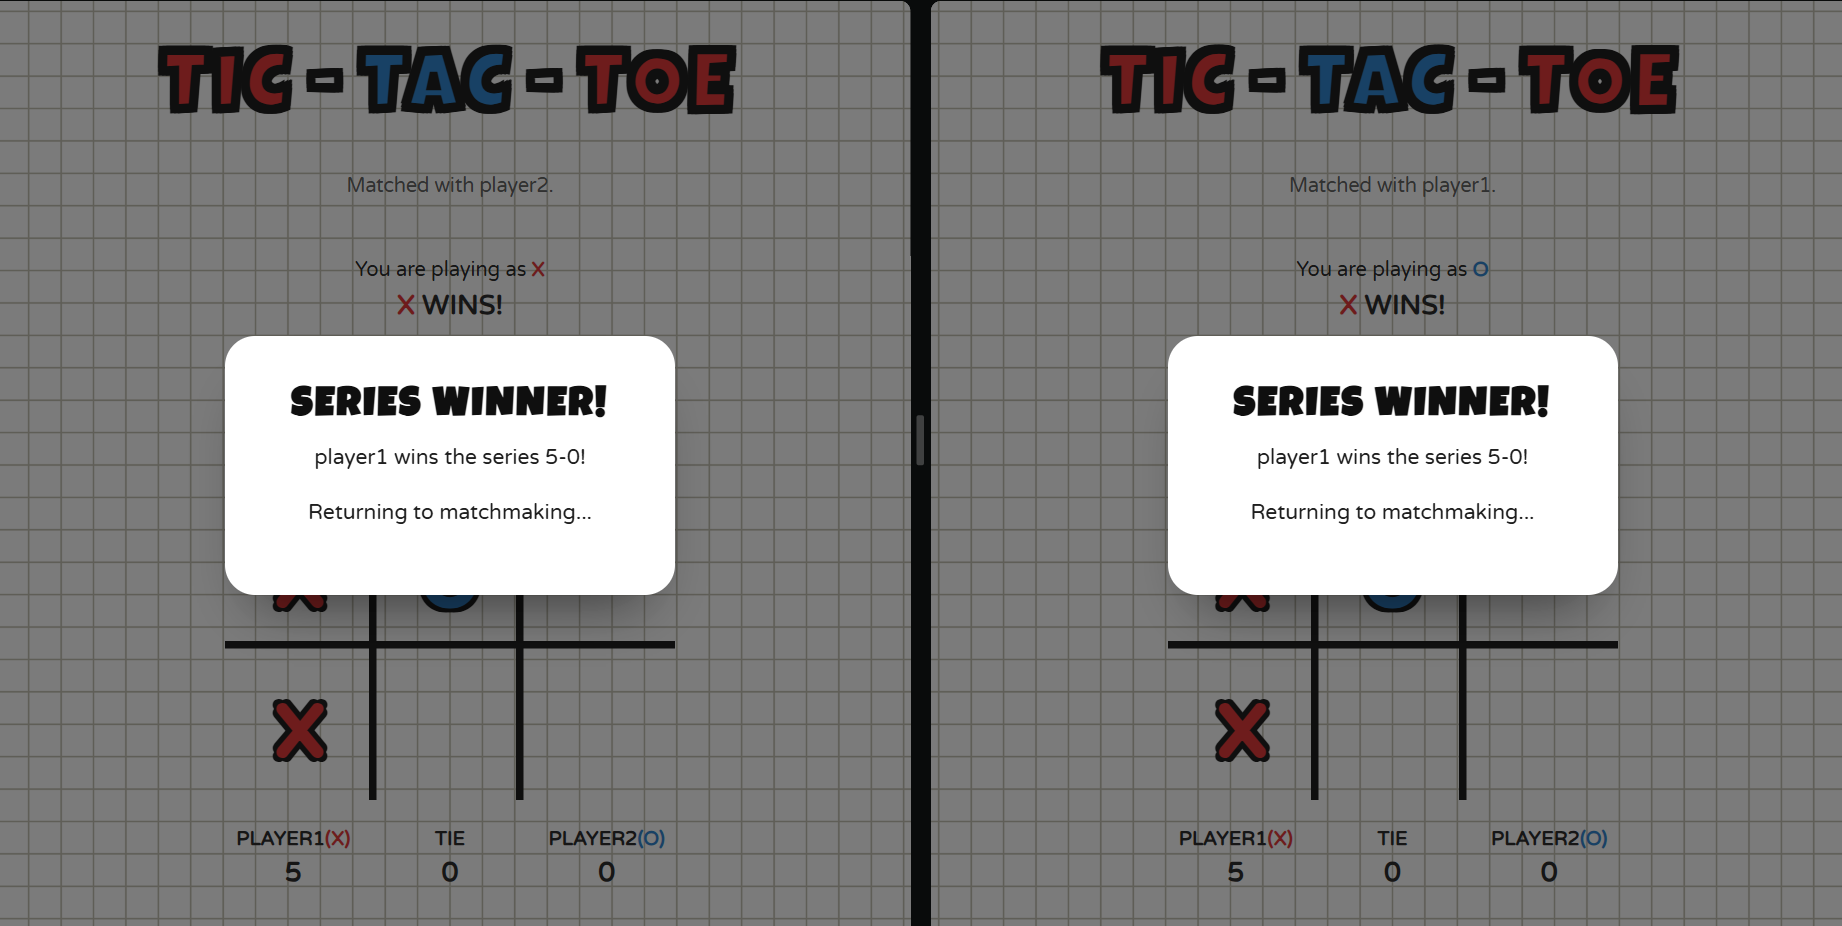 TIC - TAC - TOE
Matched with player2.
You are playing as X
X WINS!
SERIES WINNER!
player1 wins the series 5-0!
Returning to matchmaking...
X
O
X
PLAYER1(X) TIE PLAYER2(O)
5 0 0
TIC - TAC - TOE
Matched with player1.
You are playing as O
X WINS!
SERIES WINNER!
player1 wins the series 5-0!
Returning to matchmaking...
X
O
X
PLAYER1(X) TIE PLAYER2(O)
5 0 0